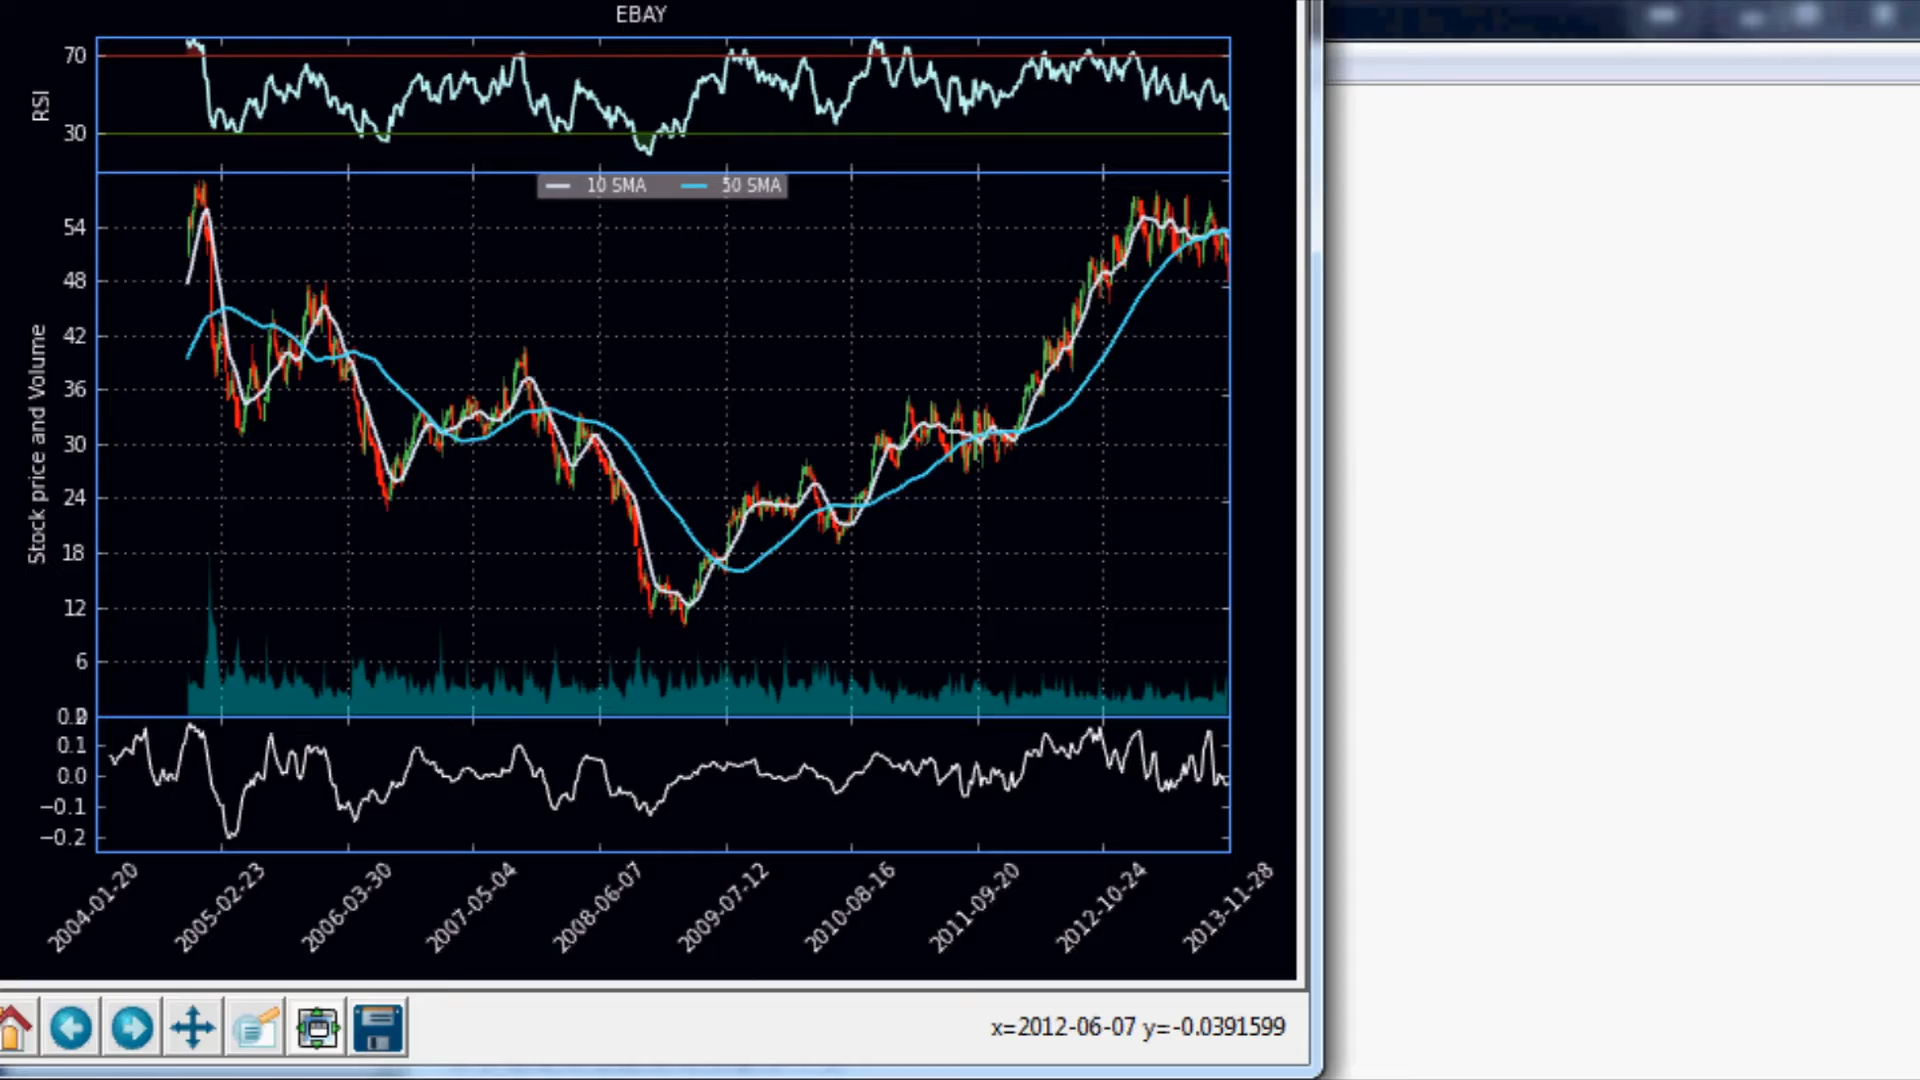 EBAY
70
RSI
30
10 SMA 50 SMA
Stock price and Volume
54
48
42
36
30
24
18
12
6
0.1
0.0
−0.1
−0.2
2004-01-20 2005-02-23 2006-03-30 2007-05-04 2008-06-07 2009-07-12 2010-08-16 2011-09-20 2012-10-24 2013-11-28
x=2012-06-07 y=-0.0391599